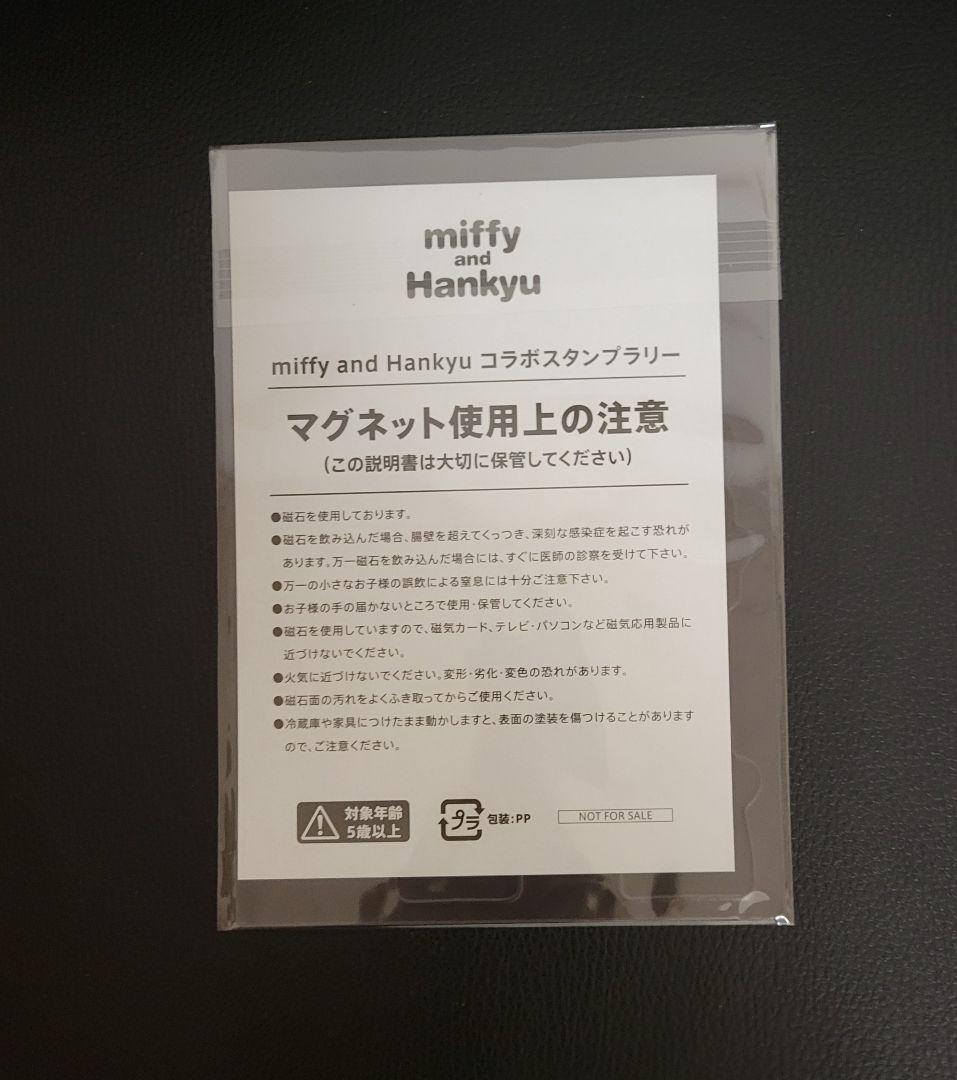 miffy
and
Hankyu
miffy and Hankyu コラボスタンプラリー
マグネット使用上の注意
(この説明書は大切に保管してください)
●磁石を使用しております。
●磁石を飲み込んだ場合、腸壁を超えてくっつき、深刻な感染症を起こす恐れが
あります。万一磁石を飲み込んだ場合には、すぐに医師の診察を受けて下さい。
●万一の小さなお子様の誤飲による窒息には十分ご注意下さい。
●お子様の手の届かないところで使用・保管してください。
●磁石を使用していますので、磁気カード、テレビ・パソコンなど磁気応用製品に
近づけないでください。
●火気に近づけないでください。変形・劣化・変色の恐れがあります。
●磁石面の汚れをよくふき取ってからご使用ください。
●冷蔵庫や家具につけたまま動かしますと、表面の塗装を傷つけることがあります
ので、ご注意ください。
対象年齢
5歳以上
プラ 包装:PP
NOT FOR SALE